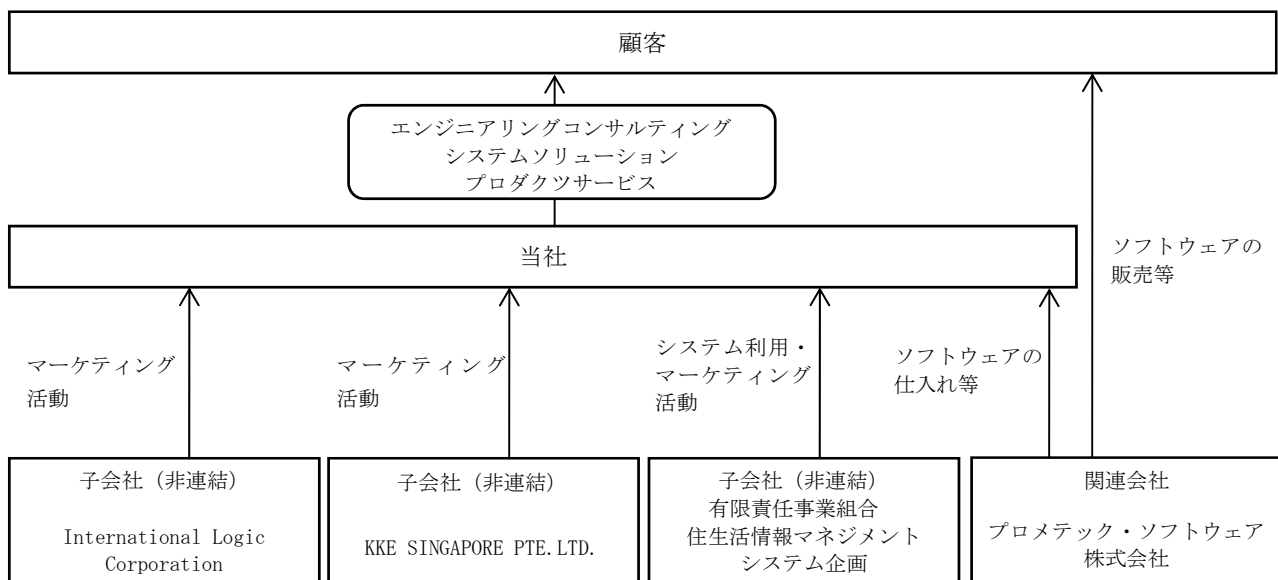 顧客
エンジニアリングコンサルティング
システムソリューション
プロダクツサービス
当社
ソフトウェアの
販売等
マーケティング
活動
マーケティング
活動
システム利用・
マーケティング
活動
ソフトウェアの
仕入れ等
子会社（非連結）
International Logic
Corporation
子会社（非連結）
KKE SINGAPORE PTE.LTD.
子会社（非連結）
有限責任事業組合
住生活情報マネジメント
システム企画
関連会社
プロメテック・ソフトウェア
株式会社